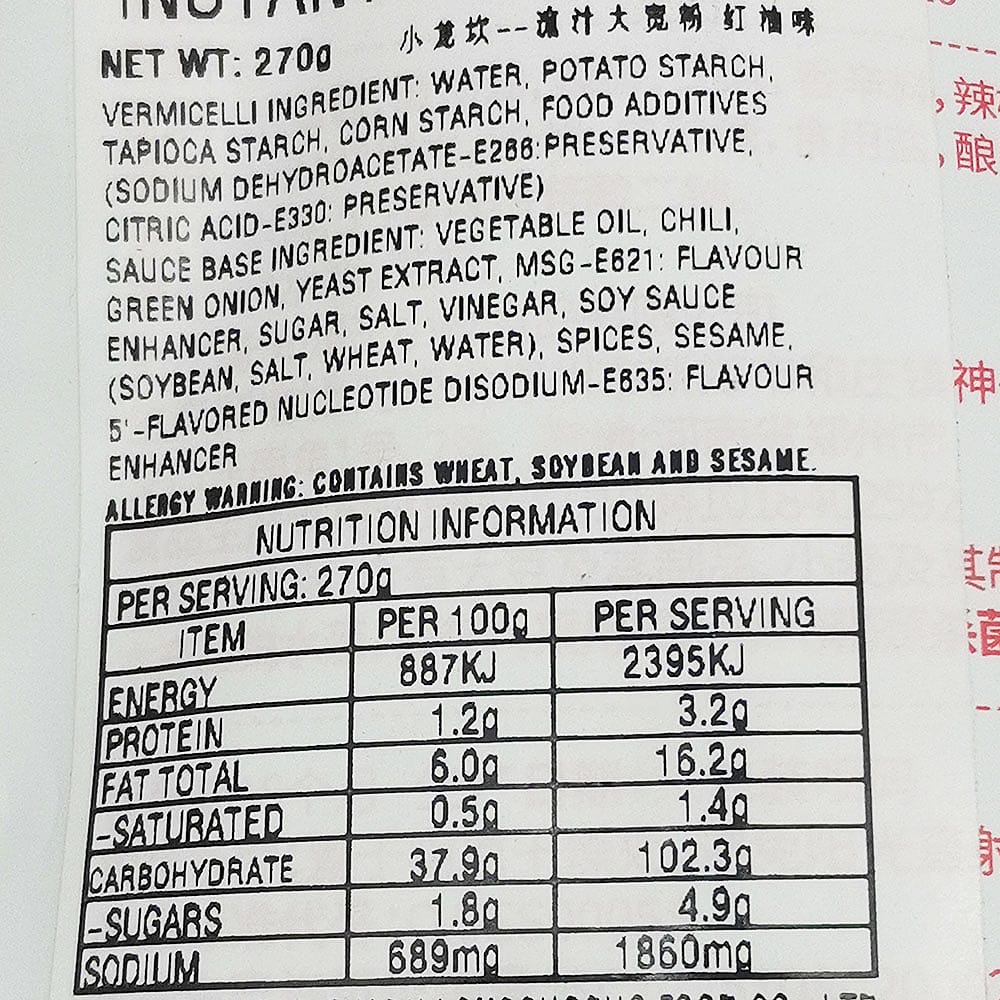 小龙坎--流汁大宽粉 红油味
NET WT: 270g
VERMICELLI INGREDIENT: WATER, POTATO STARCH,
TAPIOCA STARCH, CORN STARCH, FOOD ADDITIVES
(SODIUM DEHYDROACETATE-E266:PRESERVATIVE,
CITRIC ACID-E330: PRESERVATIVE)
SAUCE BASE INGREDIENT: VEGETABLE OIL, CHILI,
GREEN ONION, YEAST EXTRACT, MSG-E621: FLAVOUR
ENHANCER, SUGAR, SALT, VINEGAR, SOY SAUCE
(SOYBEAN, SALT, WHEAT, WATER), SPICES, SESAME,
5'-FLAVORED NUCLEOTIDE DISODIUM-E635: FLAVOUR
ENHANCER
ALLERGY WARNING: CONTAINS WHEAT, SOYBEAN AND SESAME.
NUTRITION INFORMATION
PER SERVING: 270g
ITEM PER 100g PER SERVING
ENERGY 887KJ 2395KJ
PROTEIN 1.2g 3.2g
FAT TOTAL 6.0g 16.2g
-SATURATED 0.5g 1.4g
CARBOHYDRATE 37.9g 102.3g
-SUGARS 1.8g 4.9g
SODIUM 689mg 1860mg
,辣
,酿
神
其
菌
射